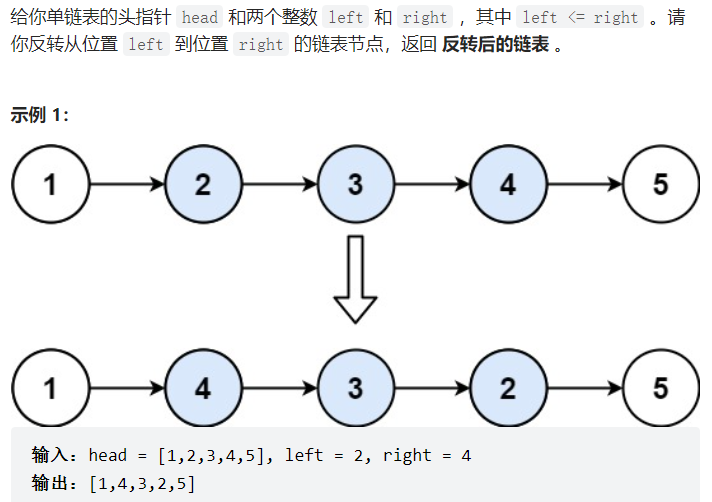 给你单链表的头指针 head 和两个整数 left 和 right ，其中 left <= right 。请
你反转从位置 left 到位置 right 的链表节点，返回 反转后的链表 。
示例 1：
1 2 3 4 5
1 4 3 2 5
输入：head = [1,2,3,4,5], left = 2, right = 4
输出：[1,4,3,2,5]